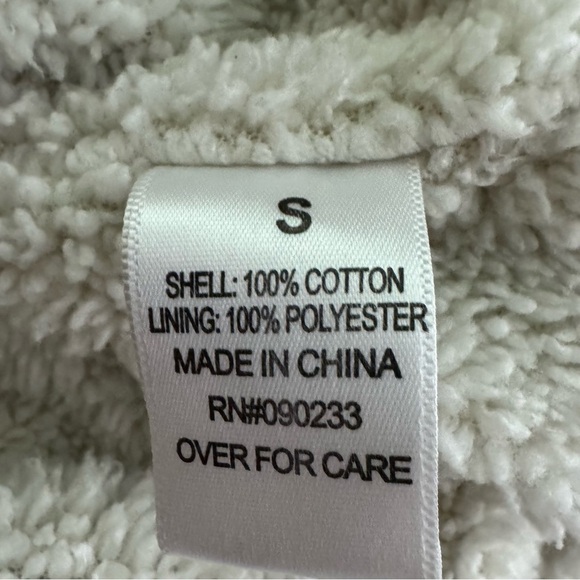 S
SHELL: 100% COTTON
LINING: 100% POLYESTER
MADE IN CHINA
RN#090233
OVER FOR CARE